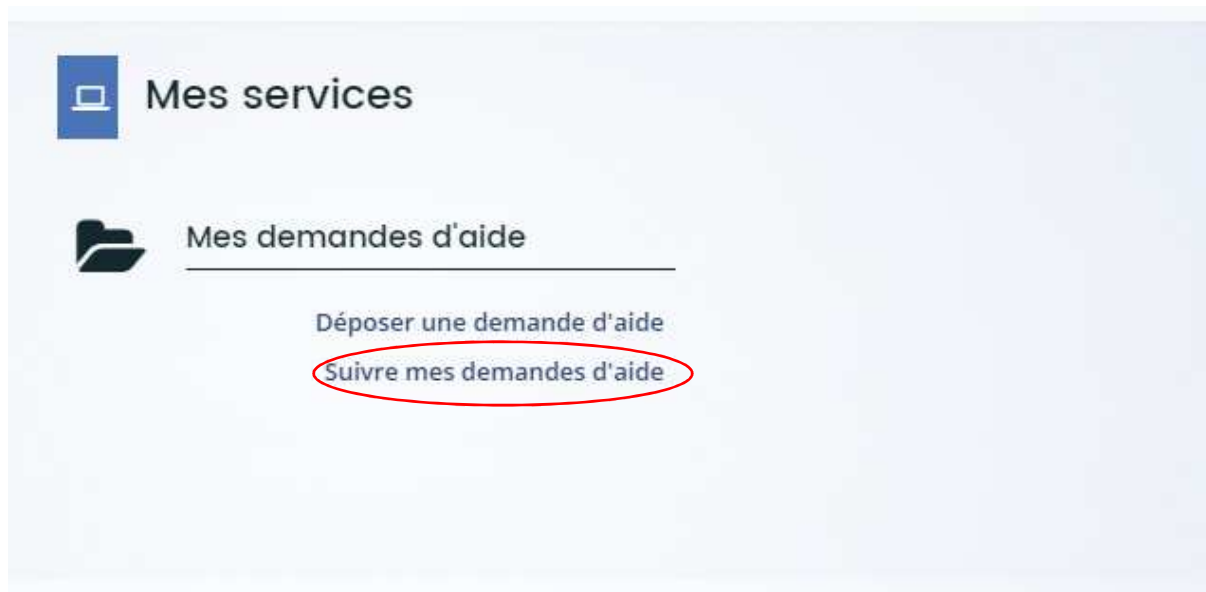 Mes services
Mes demandes d'aide
Déposer une demande d'aide
Suivre mes demandes d'aide